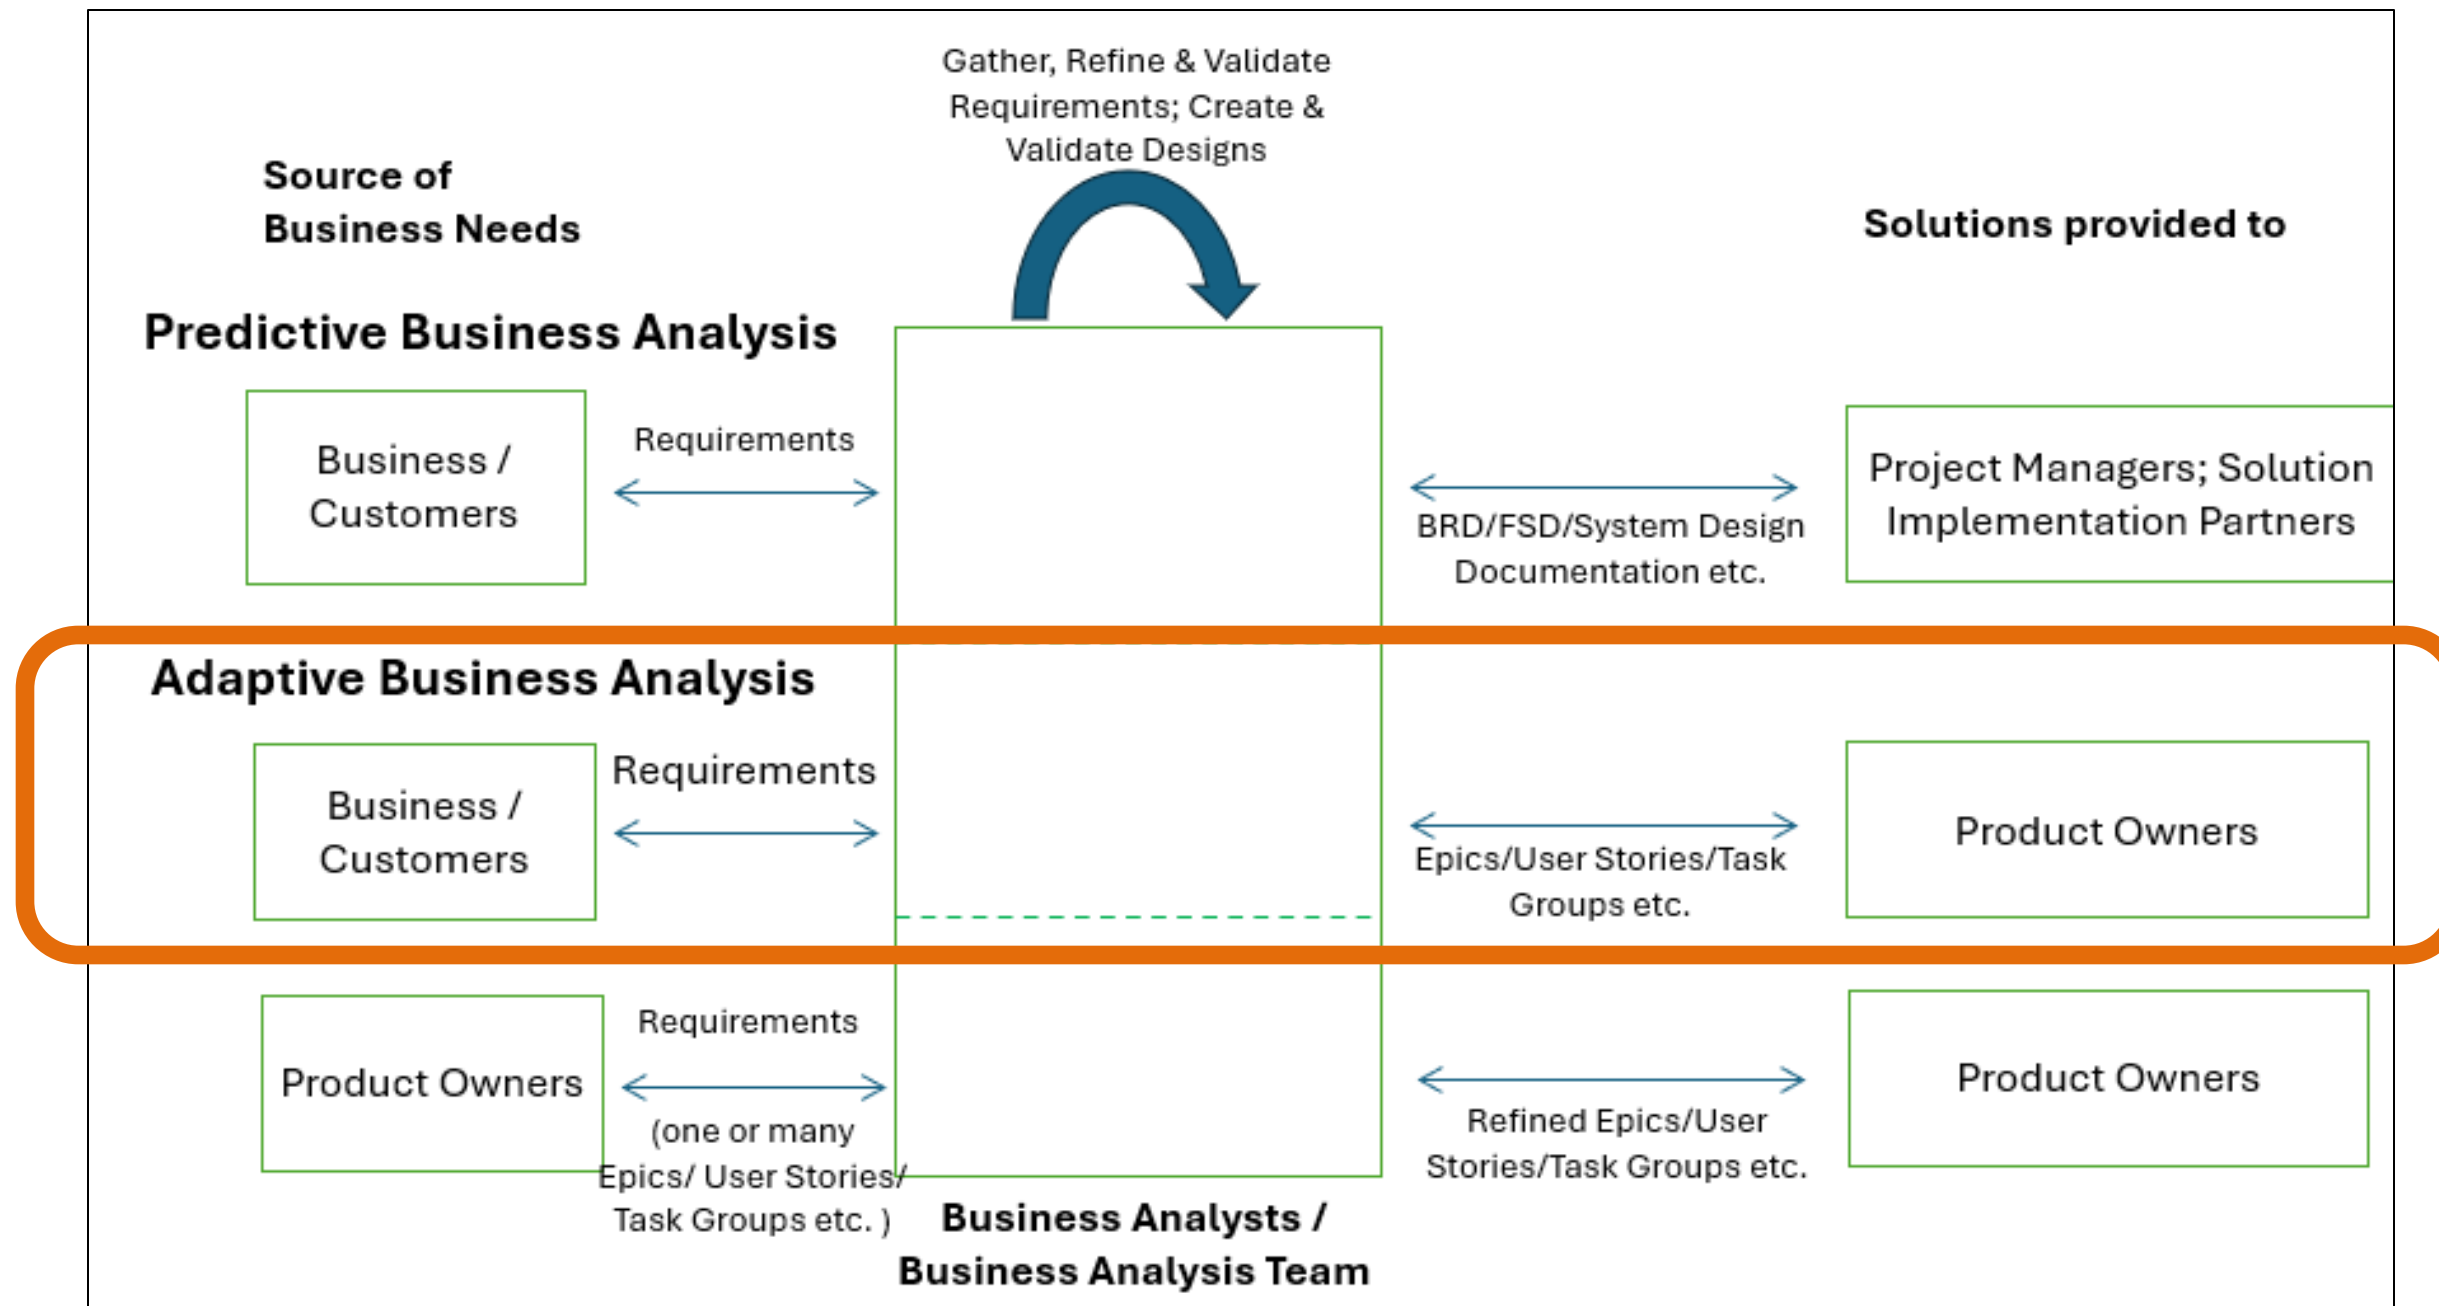 Gather, Refine & Validate
Requirements; Create &
Validate Designs
Source of
Business Needs
Solutions provided to
Predictive Business Analysis
Business /
Customers
Requirements
BRD/FSD/System Design
Documentation etc.
Project Managers; Solution
Implementation Partners
Adaptive Business Analysis
Business /
Customers
Requirements
Epics/User Stories/Task
Groups etc.
Product Owners
Product Owners
Requirements
(one or many
Epics/ User Stories/
Task Groups etc. )
Refined Epics/User
Stories/Task Groups etc.
Product Owners
Business Analysts /
Business Analysis Team